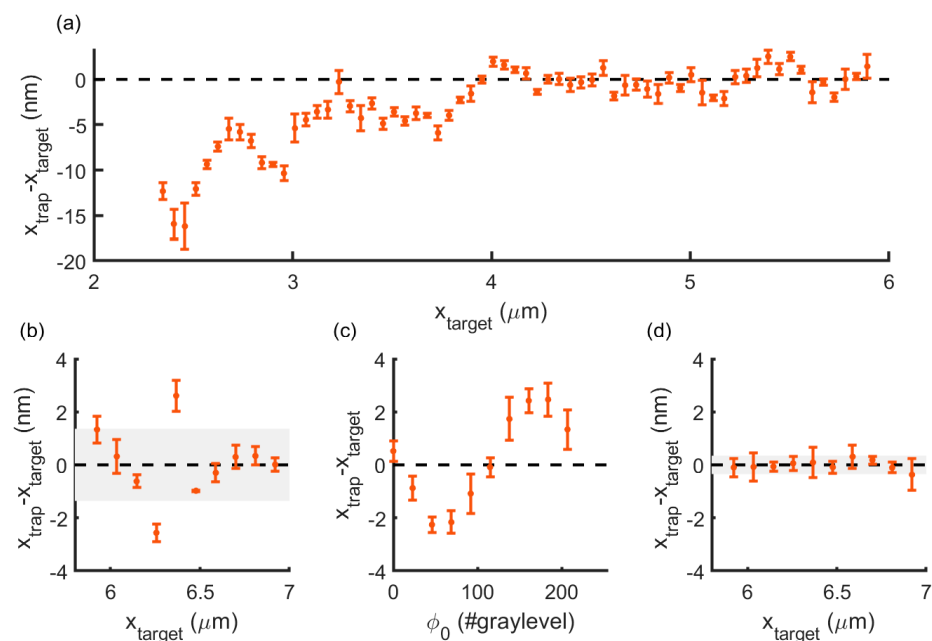 (a)
x_trap-x_target (nm)
0
-5
-10
-15
-20
2 3 4 5 6
x_target (μm)
(b) (c) (d)
x_trap-x_target (nm)
4
2
0
-2
-4
6 6.5 7
x_target (μm)
x_trap-x_target
4
2
0
-2
-4
0 100 200
ϕ_0 (#graylevel)
x_trap-x_target (nm)
4
2
0
-2
-4
6 6.5 7
x_target (μm)